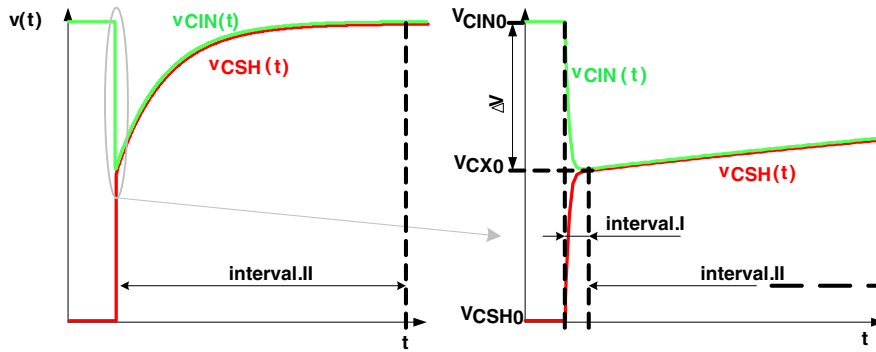 v(t)
vCIN(t)
vCSH(t)
interval.II
t
VCIN0
ΔV
vCIN(t)
VCX0
vCSH(t)
interval.I
interval.II
VCSH0
t